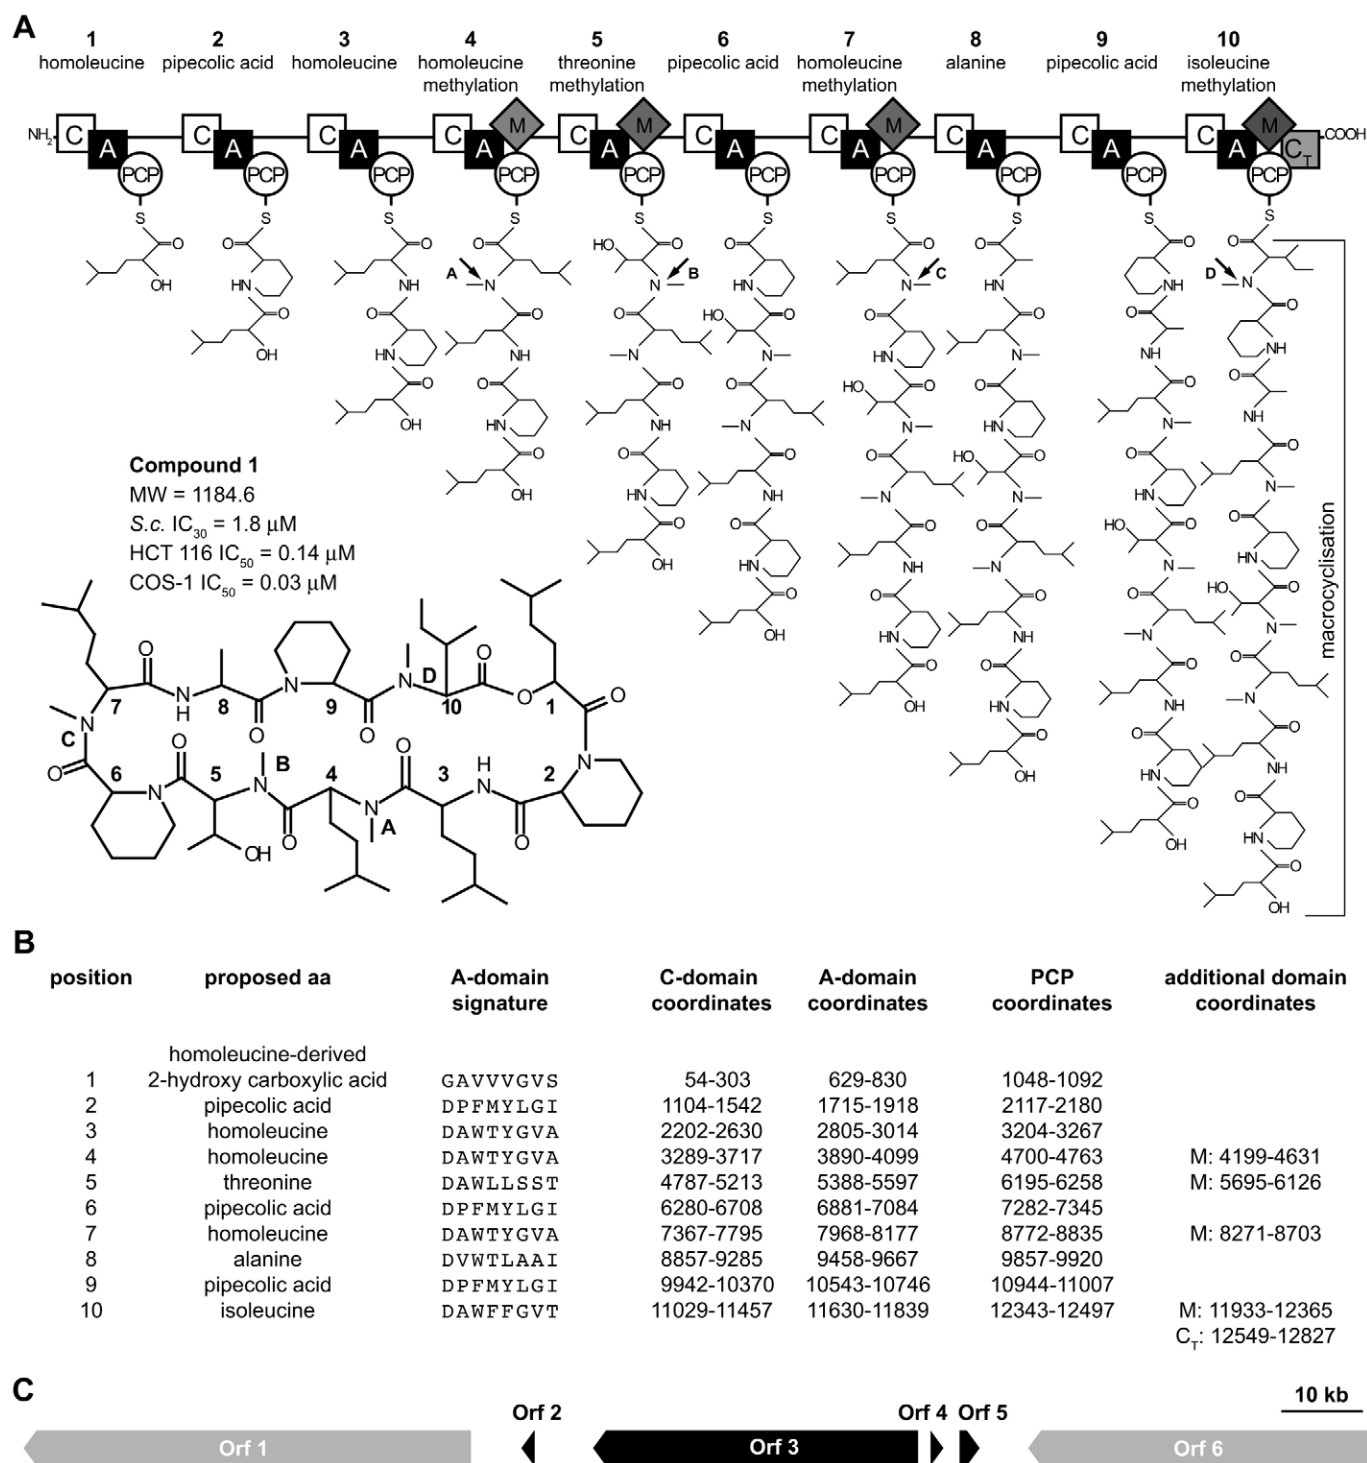 A
1 2 3 4 5 6 7 8 9 10
homoleucine pipecolic acid homoleucine homoleucine threonine pipecolic acid homoleucine alanine pipecolic acid isoleucine
methylation methylation methylation methylation
NH2 C A PCP C A PCP C A PCP C A M PCP C A M PCP C A PCP C A M PCP C A PCP C A PCP C A M PCP CT COOH
S S S S S S S S S S
A B C D
macrocyclisation
Compound 1
MW = 1184.6
S.c. IC30 = 1.8 µM
HCT 116 IC50 = 0.14 µM
COS-1 IC50 = 0.03 µM
7 8 9 10 1
C D
6 5 B 4 A 3 2
B
position proposed aa A-domain signature C-domain coordinates A-domain coordinates PCP coordinates additional domain coordinates
1 homoleucine-derived 2-hydroxy carboxylic acid GAVVVGVS 54-303 629-830 1048-1092
2 pipecolic acid DPFMYLGI 1104-1542 1715-1918 2117-2180
3 homoleucine DAWTYGVA 2202-2630 2805-3014 3204-3267
4 homoleucine DAWTYGVA 3289-3717 3890-4099 4700-4763 M: 4199-4631
5 threonine DAWLLSST 4787-5213 5388-5597 6195-6258 M: 5695-6126
6 pipecolic acid DPFMYLGI 6280-6708 6881-7084 7282-7345
7 homoleucine DAWTYGVA 7367-7795 7968-8177 8772-8835 M: 8271-8703
8 alanine DVWTLAAI 8857-9285 9458-9667 9857-9920
9 pipecolic acid DPFMYLGI 9942-10370 10543-10746 10944-11007
10 isoleucine DAWFFGVT 11029-11457 11630-11839 12343-12497 M: 11933-12365
CT: 12549-12827
C
10 kb
Orf 2 Orf 4 Orf 5
Orf 1 Orf 3 Orf 6